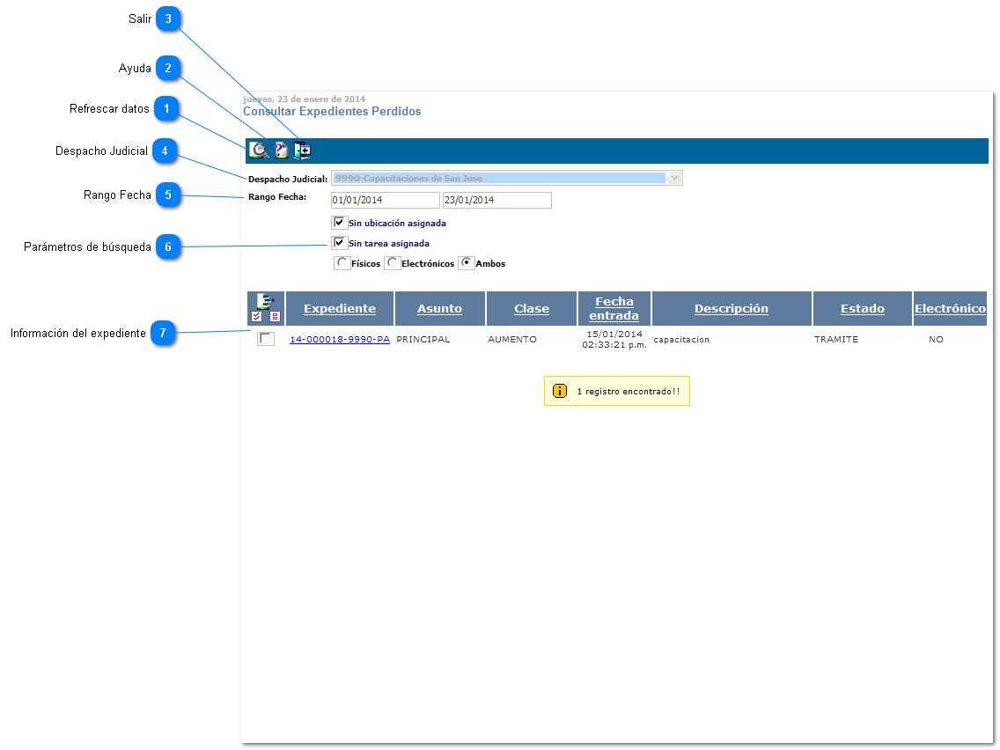 Salir 3
Ayuda 2
Refrescar datos 1
Despacho Judicial 4
Rango Fecha 5
Parámetros de búsqueda 6
Información del expediente 7
jueves, 23 de enero de 2014
Consultar Expedientes Perdidos
Despacho Judicial: 9990-Capacitaciones de San Jose
Rango Fecha: 01/01/2014 23/01/2014
Sin ubicación asignada
Sin tarea asignada
Físicos Electrónicos Ambos
Expediente Asunto Clase Fecha entrada Descripción Estado Electrónico
14-000018-9990-PA PRINCIPAL AUMENTO 15/01/2014 02:33:21 p.m. capacitacion TRAMITE NO
1 registro encontrado!!